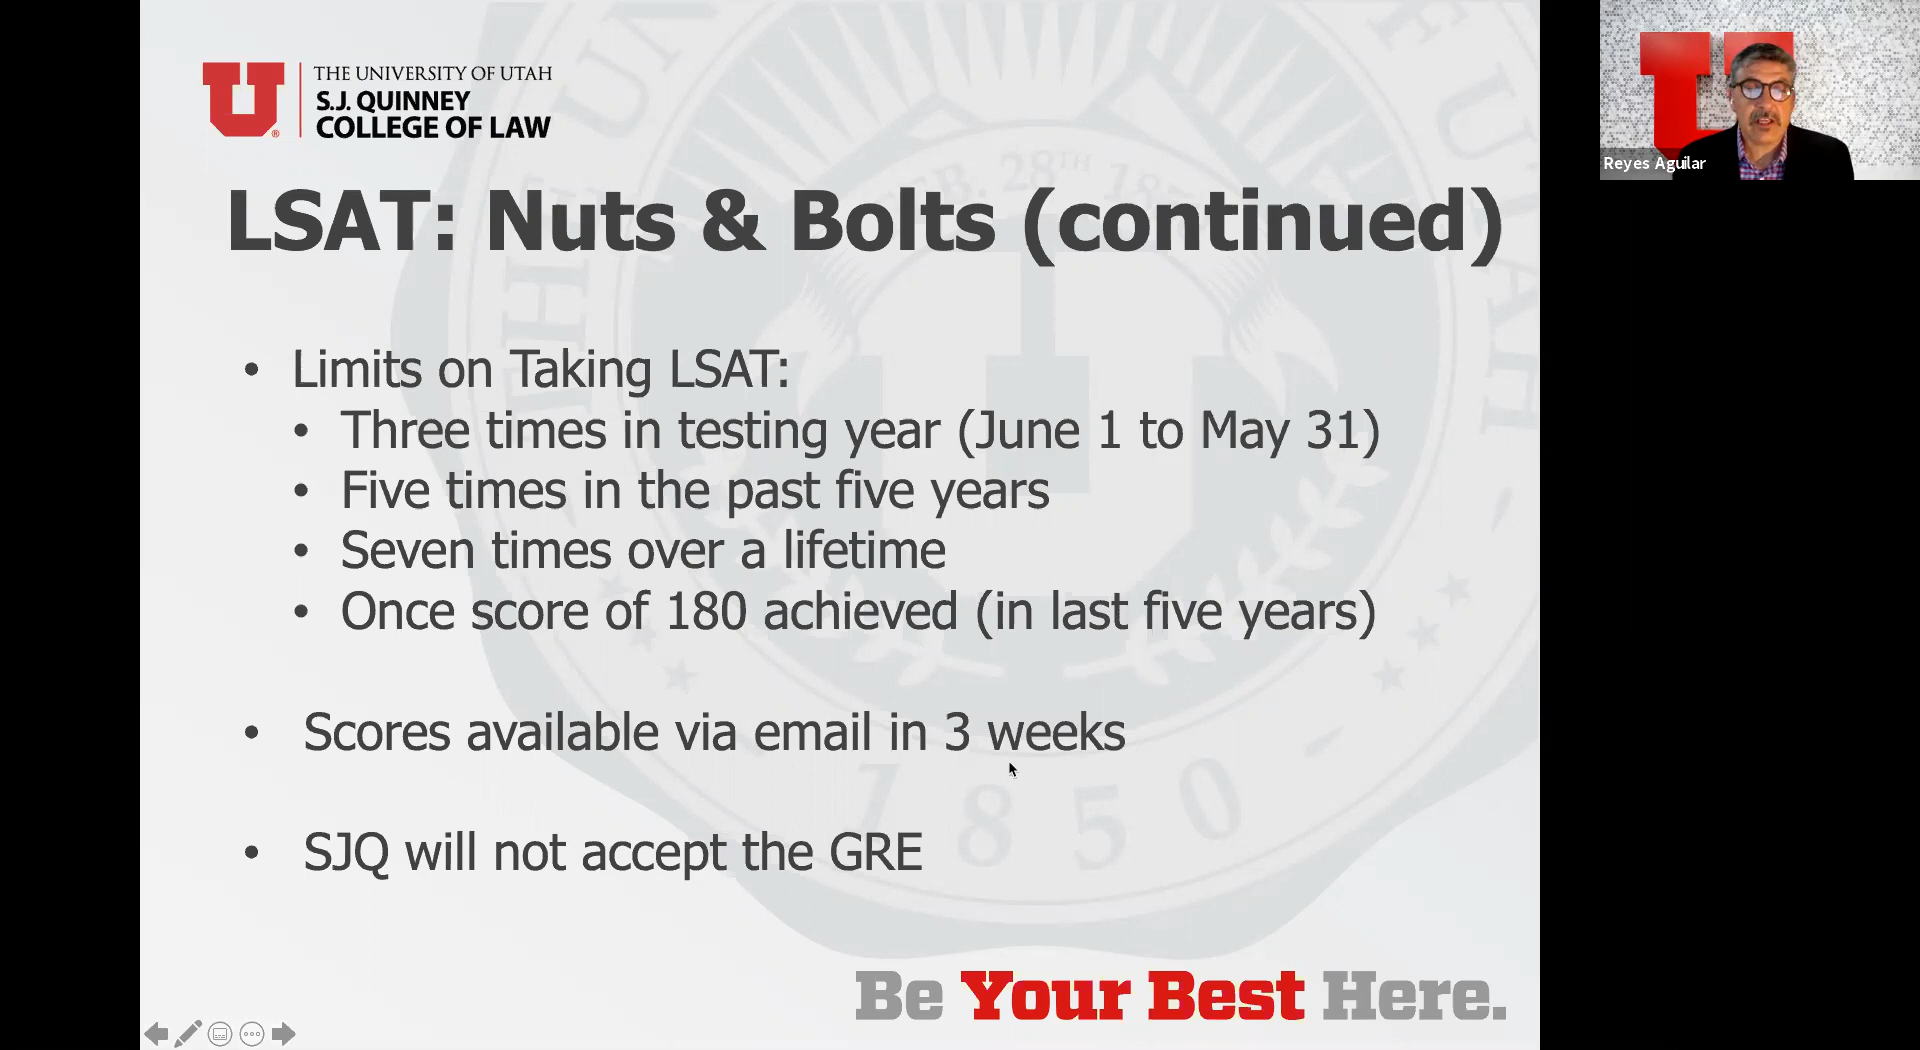 THE UNIVERSITY OF UTAH
S.J. QUINNEY
COLLEGE OF LAW
LSAT: Nuts & Bolts (continued)
• Limits on Taking LSAT:
• Three times in testing year (June 1 to May 31)
• Five times in the past five years
• Seven times over a lifetime
• Once score of 180 achieved (in last five years)
• Scores available via email in 3 weeks
• SJQ will not accept the GRE
1850
Be Your Best Here.
Reyes Aguilar